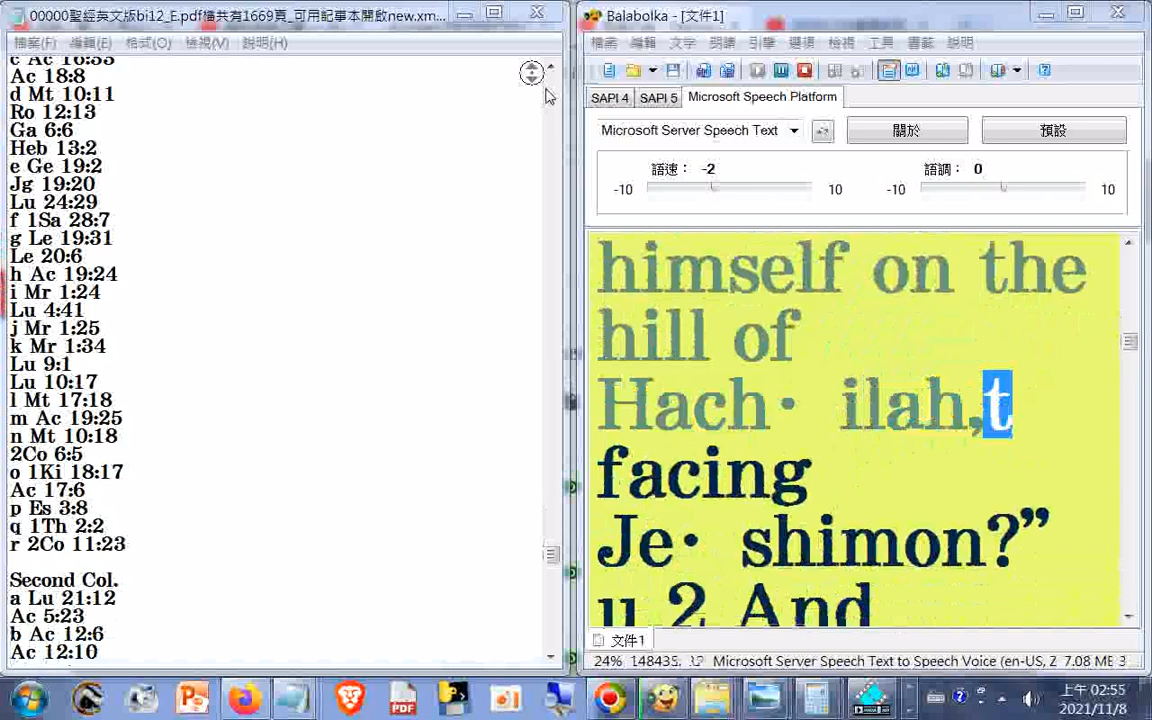 00000聖經英文版bi12_E.pdf檔共有1669頁_可用記事本開啟new.xm...
檔案(F) 編輯(E) 格式(O) 檢視(V) 說明(H)
c Ac 16:33
Ac 18:8
d Mt 10:11
Ro 12:13
Ga 6:6
Heb 13:2
e Ge 19:2
Jg 19:20
Lu 24:29
f 1Sa 28:7
g Le 19:31
Le 20:6
h Ac 19:24
i Mr 1:24
Lu 4:41
j Mr 1:25
k Mr 1:34
Lu 9:1
Lu 10:17
l Mt 17:18
m Ac 19:25
n Mt 10:18
2Co 6:5
o 1Ki 18:17
Ac 17:6
p Es 3:8
q 1Th 2:2
r 2Co 11:23
Second Col.
a Lu 21:12
Ac 5:23
b Ac 12:6
Ac 12:10
Balabolka - [文件1]
檔案 編輯 文字 朗讀 引擎 選項 檢視 工具 書籤 說明
SAPI 4 SAPI 5 Microsoft Speech Platform
Microsoft Server Speech Text 關於 預設
語速： -2 語調： 0
-10 10 -10 10
himself on the
hill of
Hach· ilah,t
facing
Je· shimon?”
u 2 And
文件1
24% Microsoft Server Speech Text to Speech Voice (en-US, Z 7.08 ME 3
上午 02:55
2021/11/8